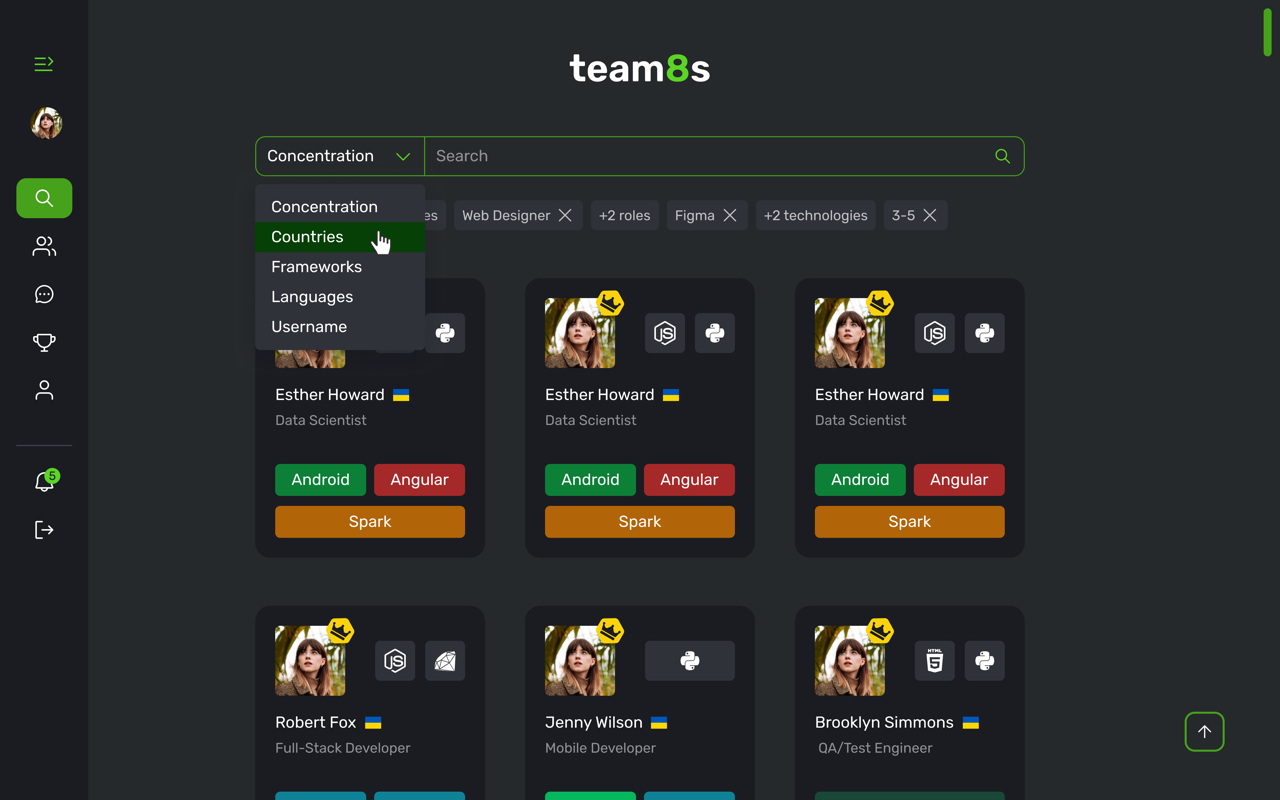 team8s
Concentration Search
Concentration
Countries
Frameworks
Languages
Username
Web Designer +2 roles Figma +2 technologies 3-5
Esther Howard Esther Howard Esther Howard
Data Scientist Data Scientist Data Scientist
Android Angular Android Angular Android Angular
Spark Spark Spark
5
HTML
Robert Fox Jenny Wilson Brooklyn Simmons
Full-Stack Developer Mobile Developer QA/Test Engineer